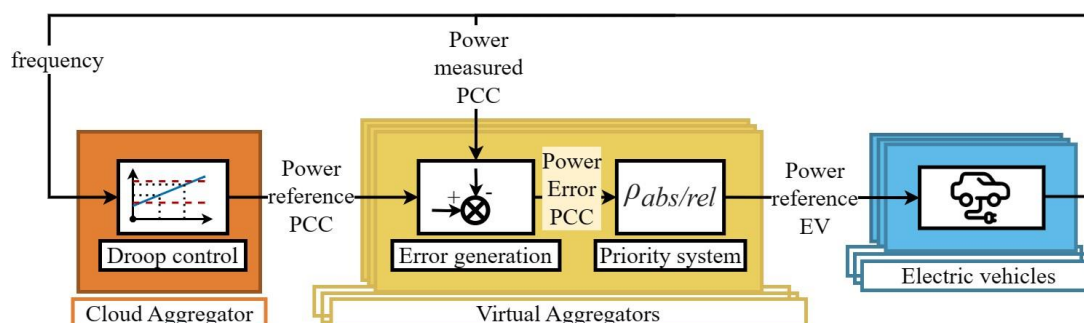 frequency
Power
measured
PCC
Power
reference
PCC
+
-
Power
Error
PCC
ρabs/rel
Power
reference
EV
Droop control
Error generation
Priority system
Electric vehicles
Cloud Aggregator
Virtual Aggregators